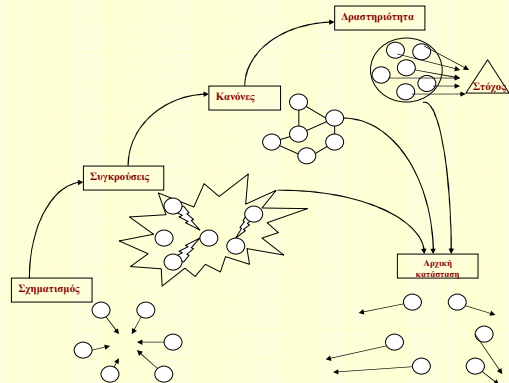 Δραστηριότητα
Στόχος
Κανόνες
Συγκρούσεις
Αρχική
κατάσταση
Σχηματισμός